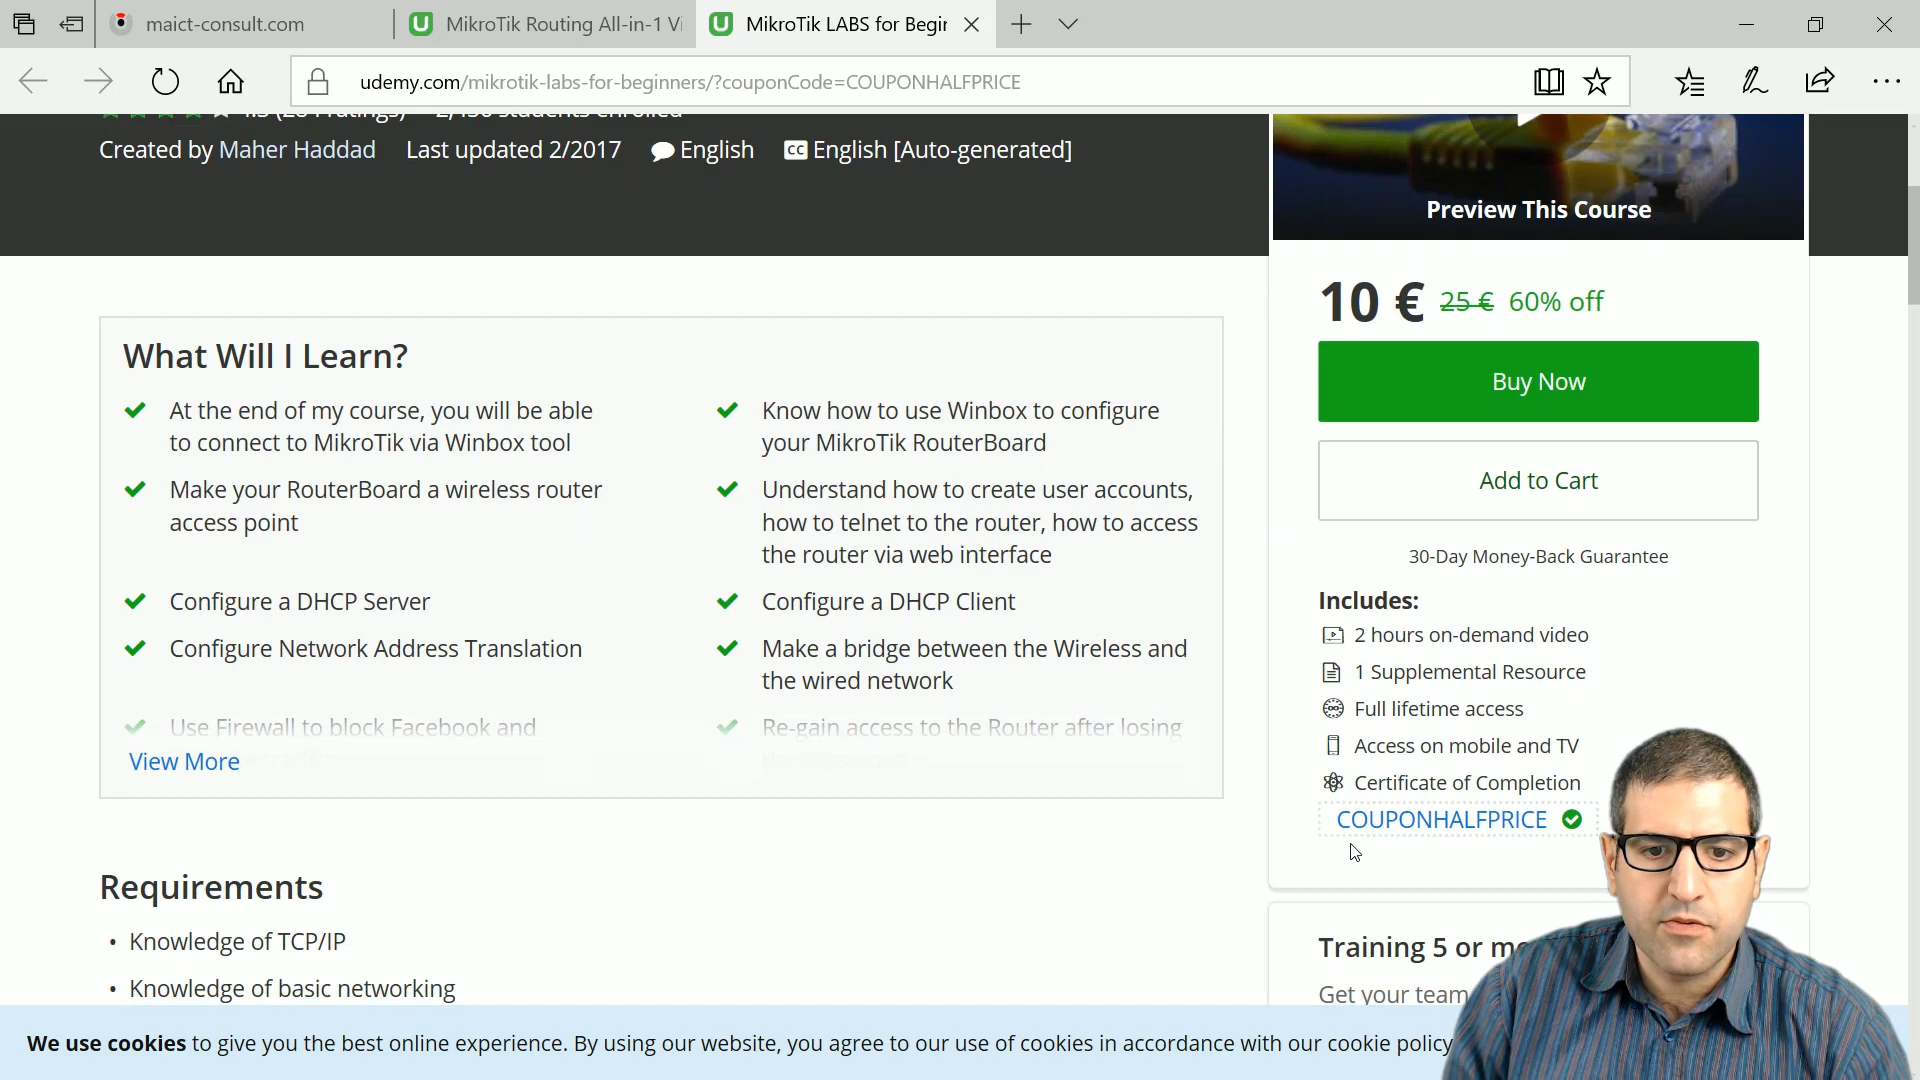 maict-consult.com
MikroTik Routing All-in-1 Vi
MikroTik LABS for Begin
udemy.com/mikrotik-labs-for-beginners/?couponCode=COUPONHALFPRICE
Created by Maher Haddad Last updated 2/2017 English CC English [Auto-generated]
Preview This Course
10 € 25 € 60% off
Buy Now
Add to Cart
30-Day Money-Back Guarantee
Includes:
2 hours on-demand video
1 Supplemental Resource
Full lifetime access
Access on mobile and TV
Certificate of Completion
COUPONHALFPRICE
Training 5 or
Get your team
What Will I Learn?
At the end of my course, you will be able
to connect to MikroTik via Winbox tool
Know how to use Winbox to configure
your MikroTik RouterBoard
Make your RouterBoard a wireless router
access point
Understand how to create user accounts,
how to telnet to the router, how to access
the router via web interface
Configure a DHCP Server
Configure a DHCP Client
Configure Network Address Translation
Make a bridge between the Wireless and
the wired network
Use Firewall to block Facebook and
Re-gain access to the Router after losing
View More
Requirements
• Knowledge of TCP/IP
• Knowledge of basic networking
We use cookies to give you the best online experience. By using our website, you agree to our use of cookies in accordance with our cookie policy